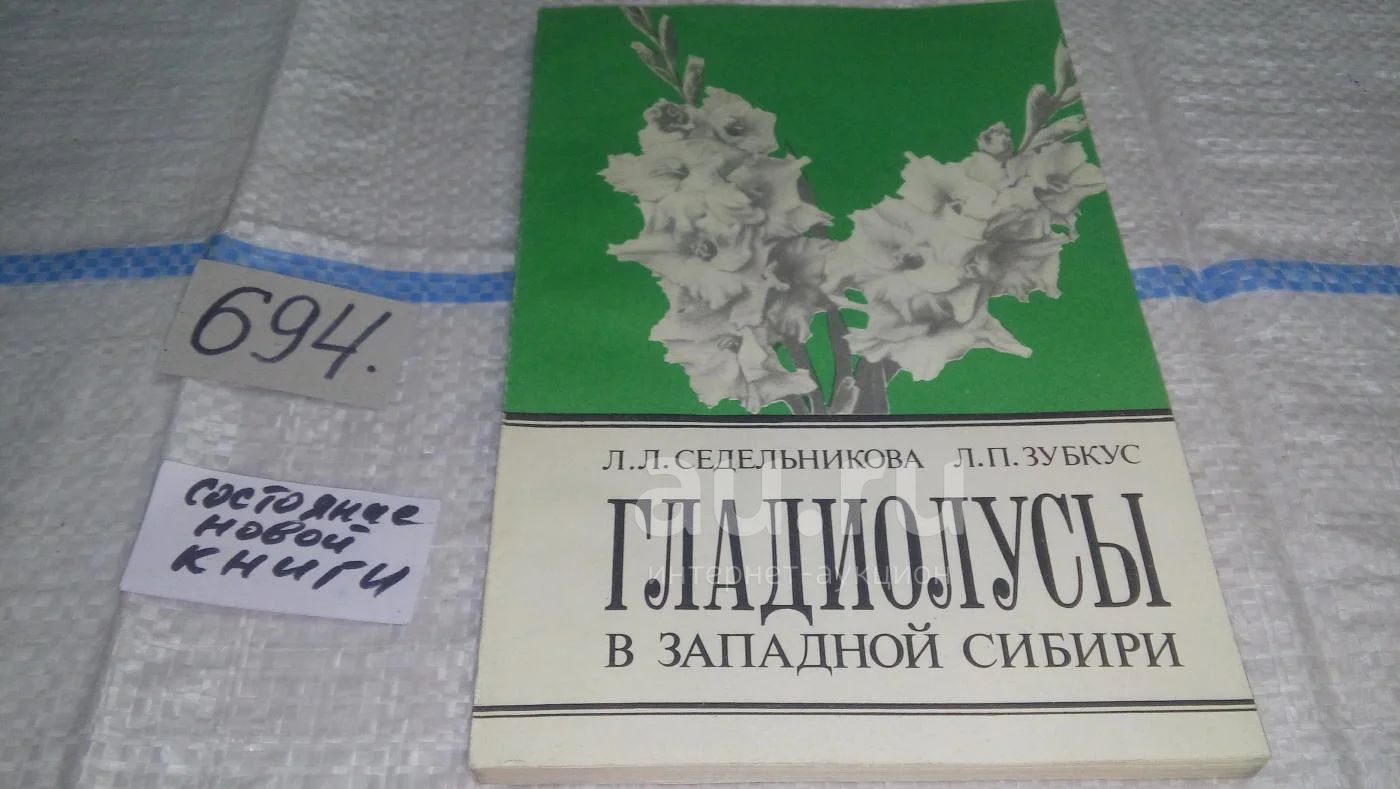 694.
состояние
новой
книги
Л.Л.СЕДЕЛЬНИКОВА Л.П.ЗУБКУС
ГЛАДИОЛУСЫ
В ЗАПАДНОЙ СИБИРИ
au.ru
интернет-аукцион